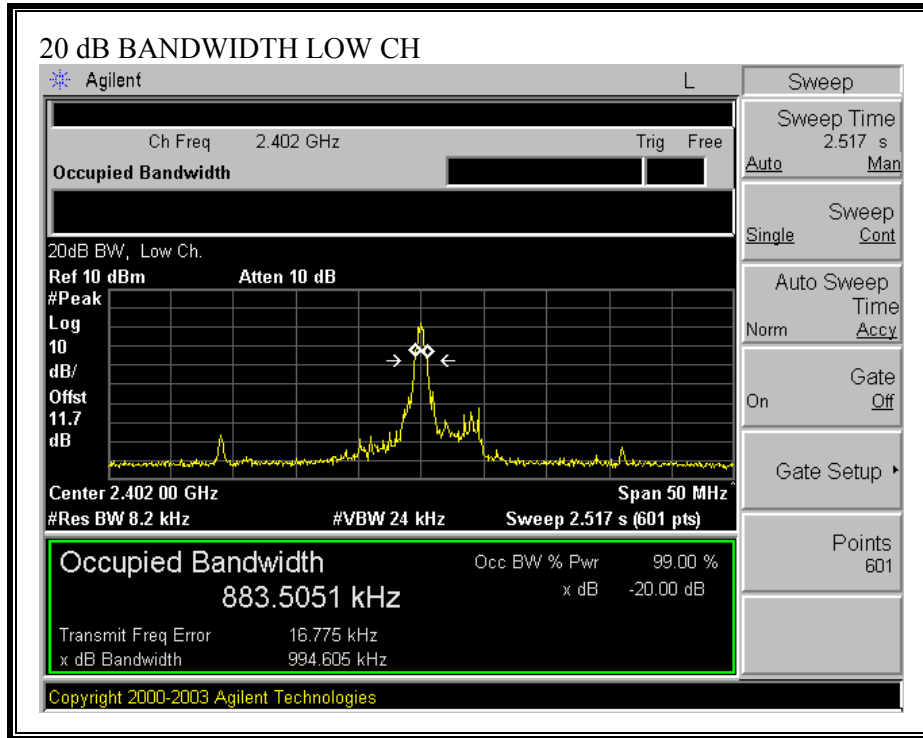 20 dB BANDWIDTH LOW CH
Agilent
L
Ch Freq 2.402 GHz Trig Free
Occupied Bandwidth
20dB BW, Low Ch.
Ref 10 dBm Atten 10 dB
#Peak
Log
10
dB/
Offst
11.7
dB
Center 2.402 00 GHz Span 50 MHz
#Res BW 8.2 kHz #VBW 24 kHz Sweep 2.517 s (601 pts)
Occupied Bandwidth Occ BW % Pwr 99.00 %
883.5051 kHz x dB -20.00 dB
Transmit Freq Error 16.775 kHz
x dB Bandwidth 994.605 kHz
Copyright 2000-2003 Agilent Technologies
Sweep
Sweep Time
2.517 s
Auto Man
Sweep
Single Cont
Auto Sweep
Time
Norm Accy
Gate
On Off
Gate Setup
Points
601